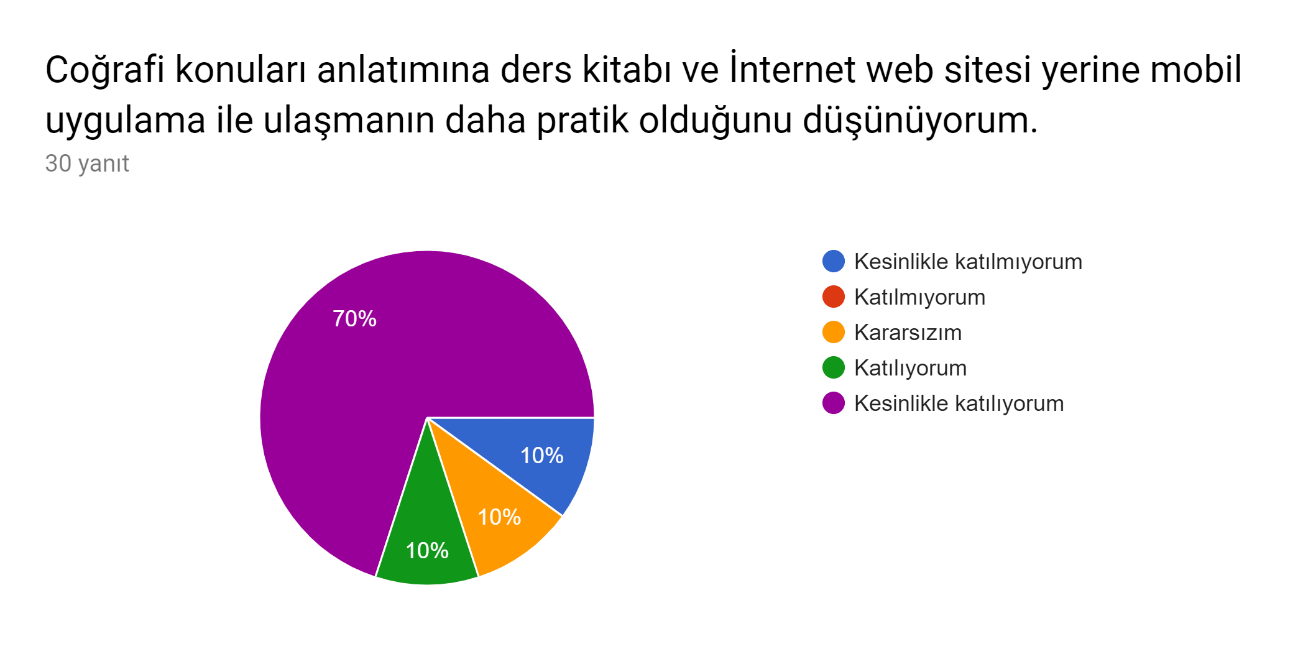 Coğrafi konuları anlatımına ders kitabı ve İnternet web sitesi yerine mobil
uygulama ile ulaşmanın daha pratik olduğunu düşünüyorum.
30 yanıt
70%
10%
10%
10%
Kesinlikle katılmıyorum
Katılmıyorum
Kararsızım
Katılıyorum
Kesinlikle katılıyorum